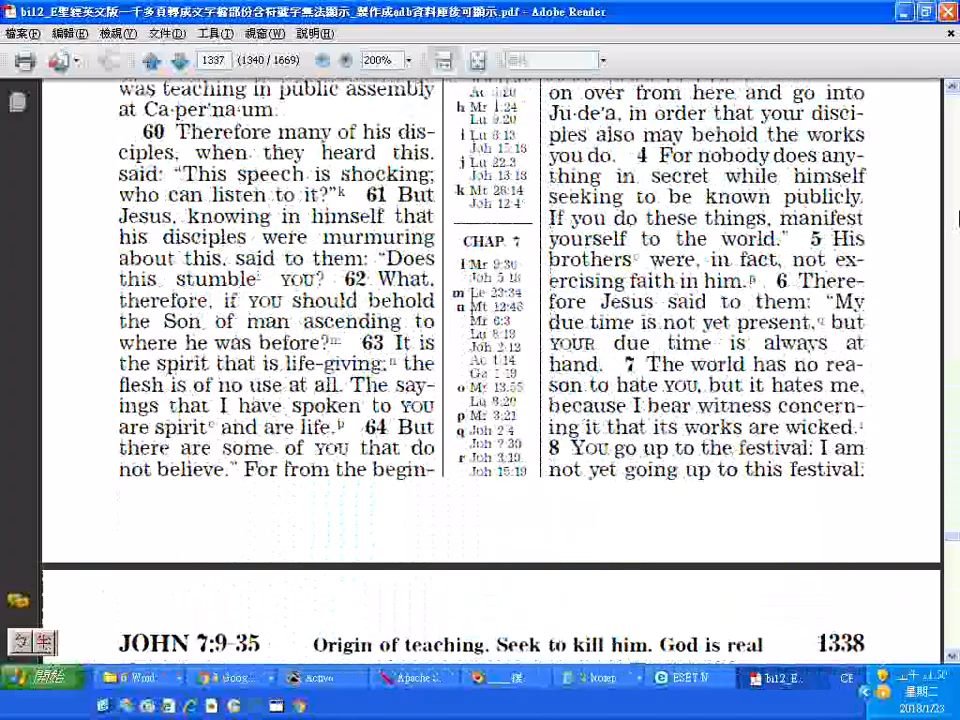 bi12_E聖經英文版一千多頁轉成文字檔部份含符號字無法顯示_製作成adb資料庫後可顯示.pdf - Adobe Reader
檔案(F) 編輯(E) 檢視(V) 文件(D) 工具(T) 視窗(W) 說明(H)
1337 (1340 / 1669) 200%
was teaching in public assembly
at Ca·per′na·um.
60 Therefore many of his dis-
ciples, when they heard this,
said: “This speech is shocking;
who can listen to it?”k 61 But
Jesus, knowing in himself that
his disciples were murmuring
about this, said to them: “Does
this stumble YOU? 62 What,
therefore, if YOU should behold
the Son of man ascending to
where he was before?m 63 It is
the spirit that is life-giving;n the
flesh is of no use at all. The say-
ings that I have spoken to YOU
are spirito and are life.p 64 But
there are some of YOU that do
not believe.” For from the begin-
h Mr 1:24
Lu 9:20
i Lu 6:13
Joh 15:16
j Lu 22:3
Joh 13:18
k Mt 26:14
Joh 12:4
CHAP. 7
l Mr 9:30
Joh 5:18
m Le 23:34
n Mt 12:46
Mr 6:3
Lu 8:19
Joh 2:12
Ac 1:14
Ga 1:19
o Mt 13:55
Lu 8:20
p Mr 3:21
q Joh 2:4
Joh 7:30
r Joh 3:19
Joh 15:19
on over from here and go into
Ju·de′a, in order that your disci-
ples also may behold the works
you do. 4 For nobody does any-
thing in secret while himself
seeking to be known publicly.
If you do these things, manifest
yourself to the world.” 5 His
brothers were, in fact, not ex-
ercising faith in him.p 6 There-
fore Jesus said to them: “My
due time is not yet present,q but
YOUR due time is always at
hand. 7 The world has no rea-
son to hate YOU, but it hates me,
because I bear witness concern-
ing it that its works are wicked.r
8 YOU go up to the festival; I am
not yet going up to this festival,
JOHN 7:9-35 Origin of teaching. Seek to kill him. God is real 1338
開始 6 Wind. Goog... Active Apache Notep ESET N bi12_E. CE
星期二
2018/1/23